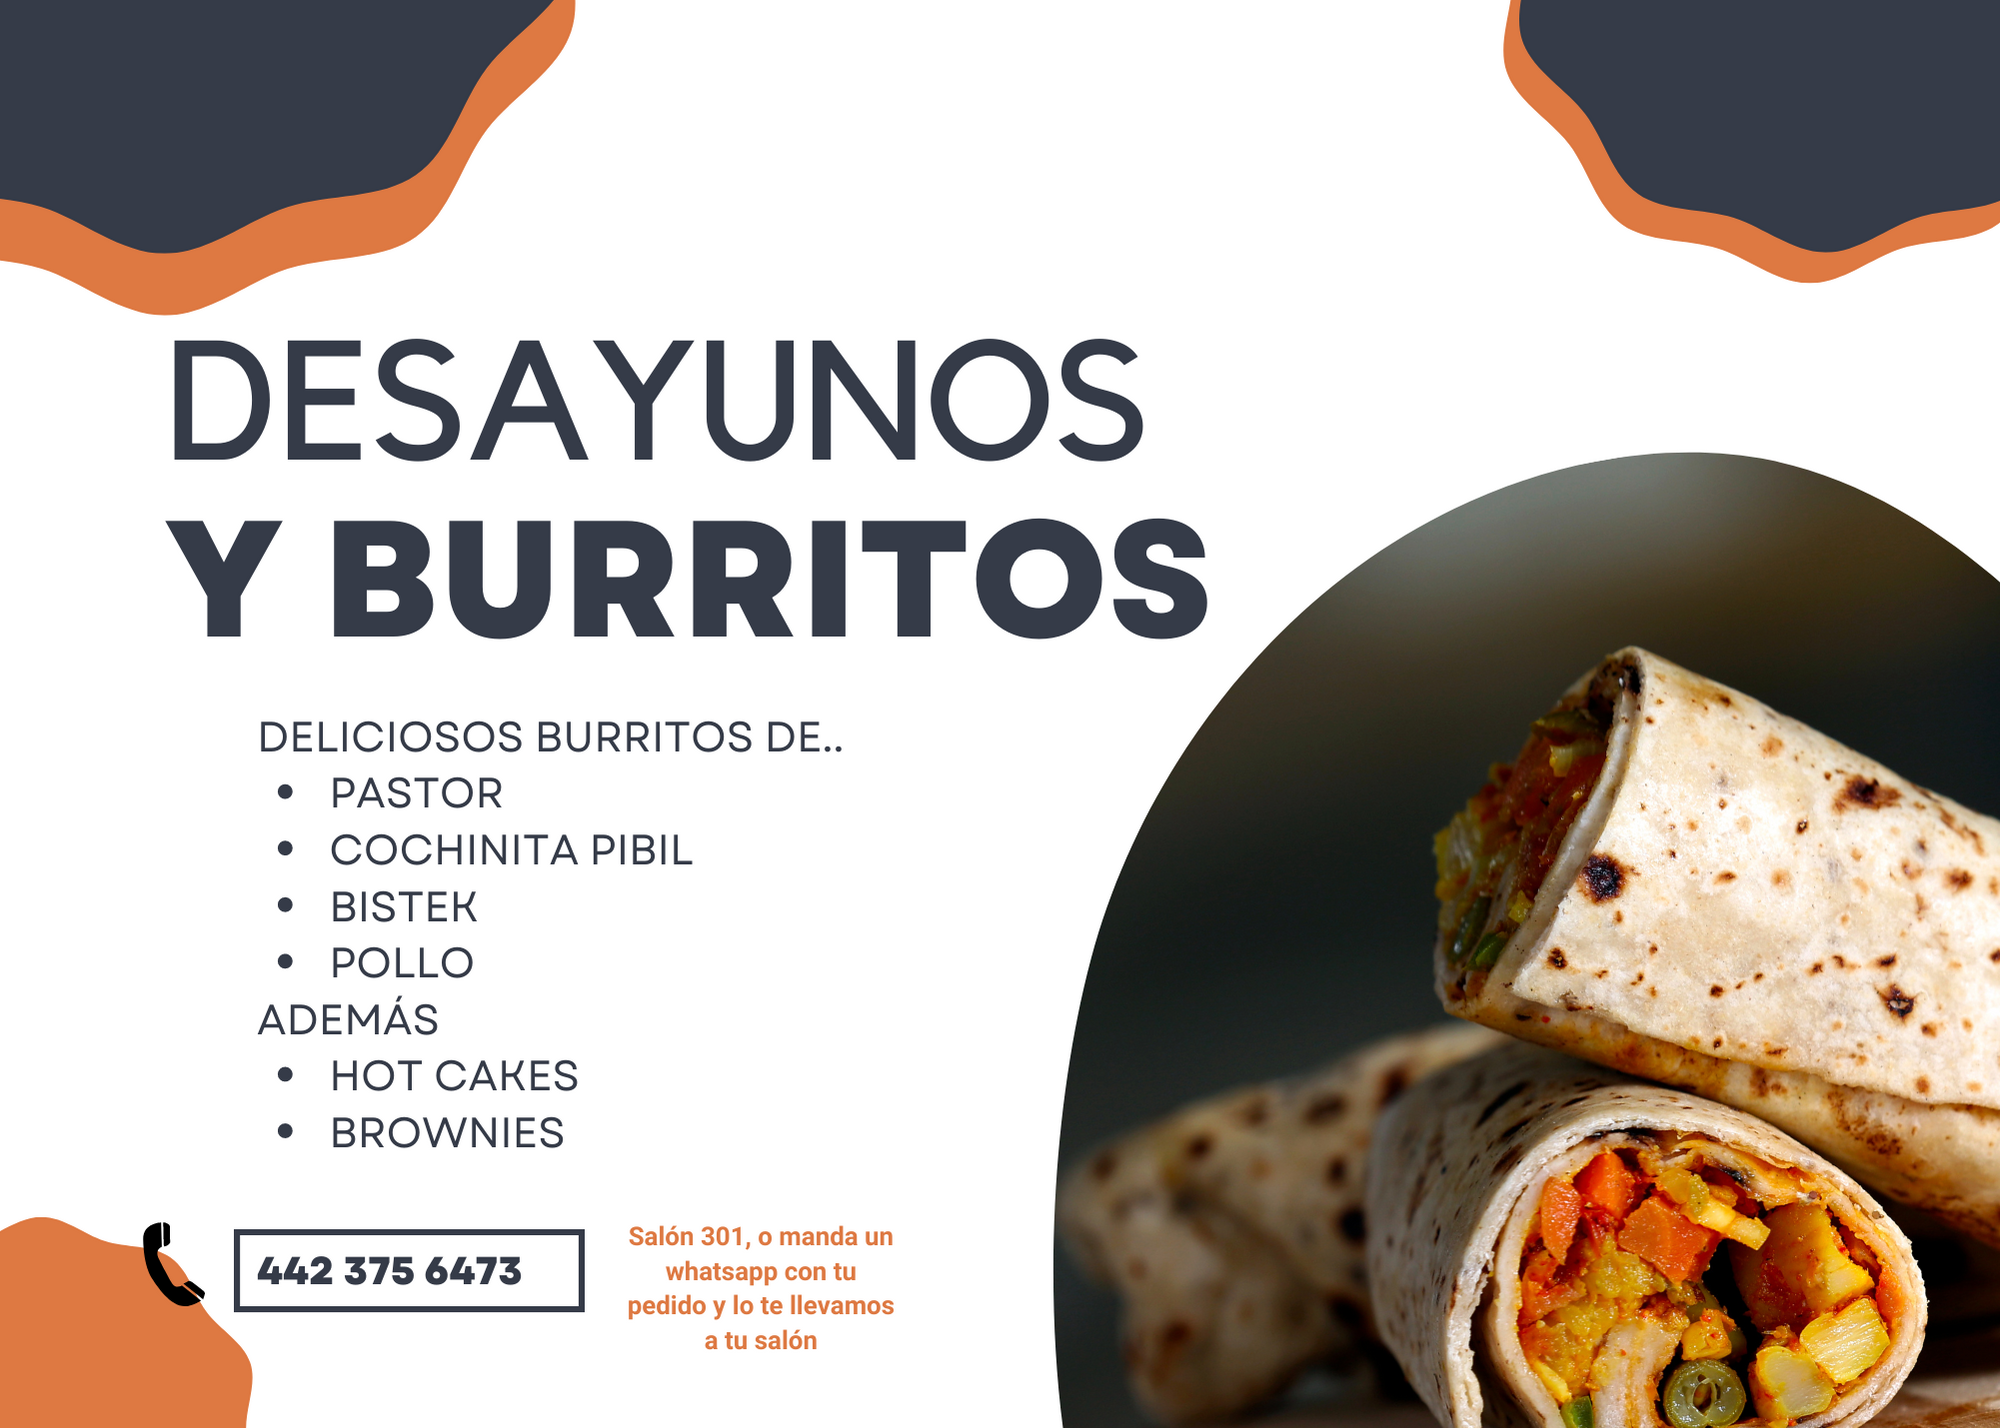 DESAYUNOS
Y BURRITOS
DELICIOSOS BURRITOS DE..
• PASTOR
• COCHINITA PIBIL
• BISTEK
• POLLO
ADEMÁS
• HOT CAKES
• BROWNIES
442 375 6473
Salón 301, o manda un
whatsapp con tu
pedido y lo te llevamos
a tu salón